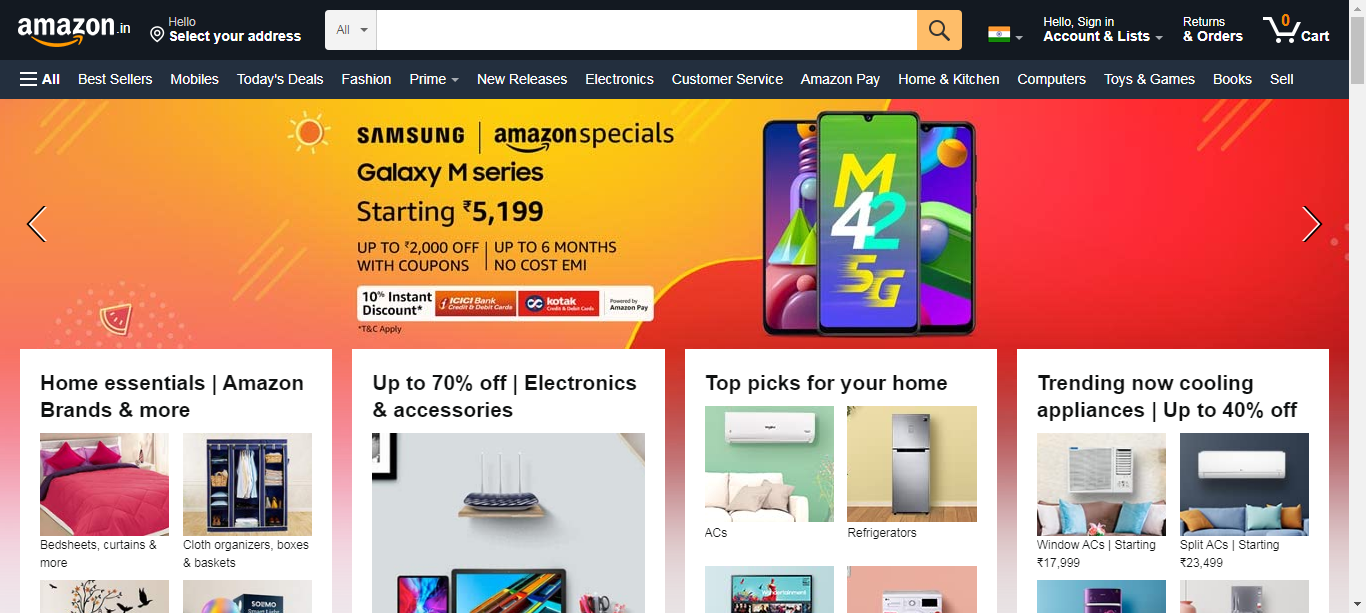 amazon.in
Hello
Select your address
All
Hello, Sign in
Account & Lists
Returns
& Orders
0
Cart
All Best Sellers Mobiles Today's Deals Fashion Prime New Releases Electronics Customer Service Amazon Pay Home & Kitchen Computers Toys & Games Books Sell
SAMSUNG | amazonspecials
Galaxy M series
Starting ₹5,199
UP TO ₹2,000 OFF WITH COUPONS
UP TO 6 MONTHS NO COST EMI
10% Instant Discount*
ICICI Bank
Credit & Debit Cards
kotak
Credit & Debit Cards
Powered by
Amazon Pay
*T&C Apply
M
42
5G
Home essentials | Amazon
Brands & more
Bedsheets, curtains &
more
Cloth organizers, boxes
& baskets
Up to 70% off | Electronics
& accessories
Top picks for your home
ACs
Refrigerators
Trending now cooling
appliances | Up to 40% off
Window ACs | Starting
₹17,999
Split ACs | Starting
₹23,499